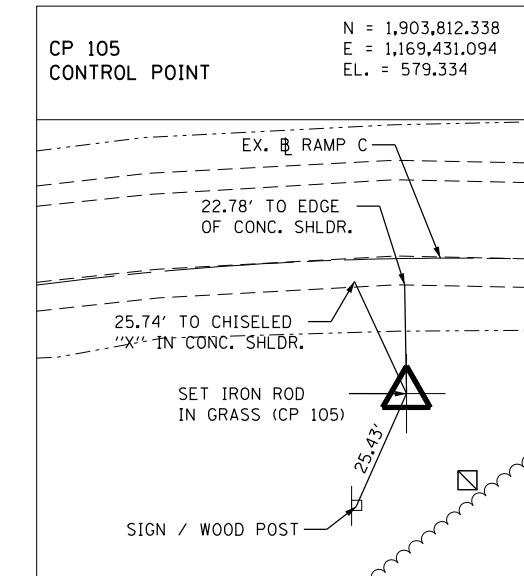 CP 105
CONTROL POINT
N = 1,903,812.338
E = 1,169,431.094
EL. = 579.334
EX. ℄ RAMP C
22.78' TO EDGE
OF CONC. SHLDR.
25.74' TO CHISELED
"X" IN CONC. SHLDR.
SET IRON ROD
IN GRASS (CP 105)
25.43'
SIGN / WOOD POST